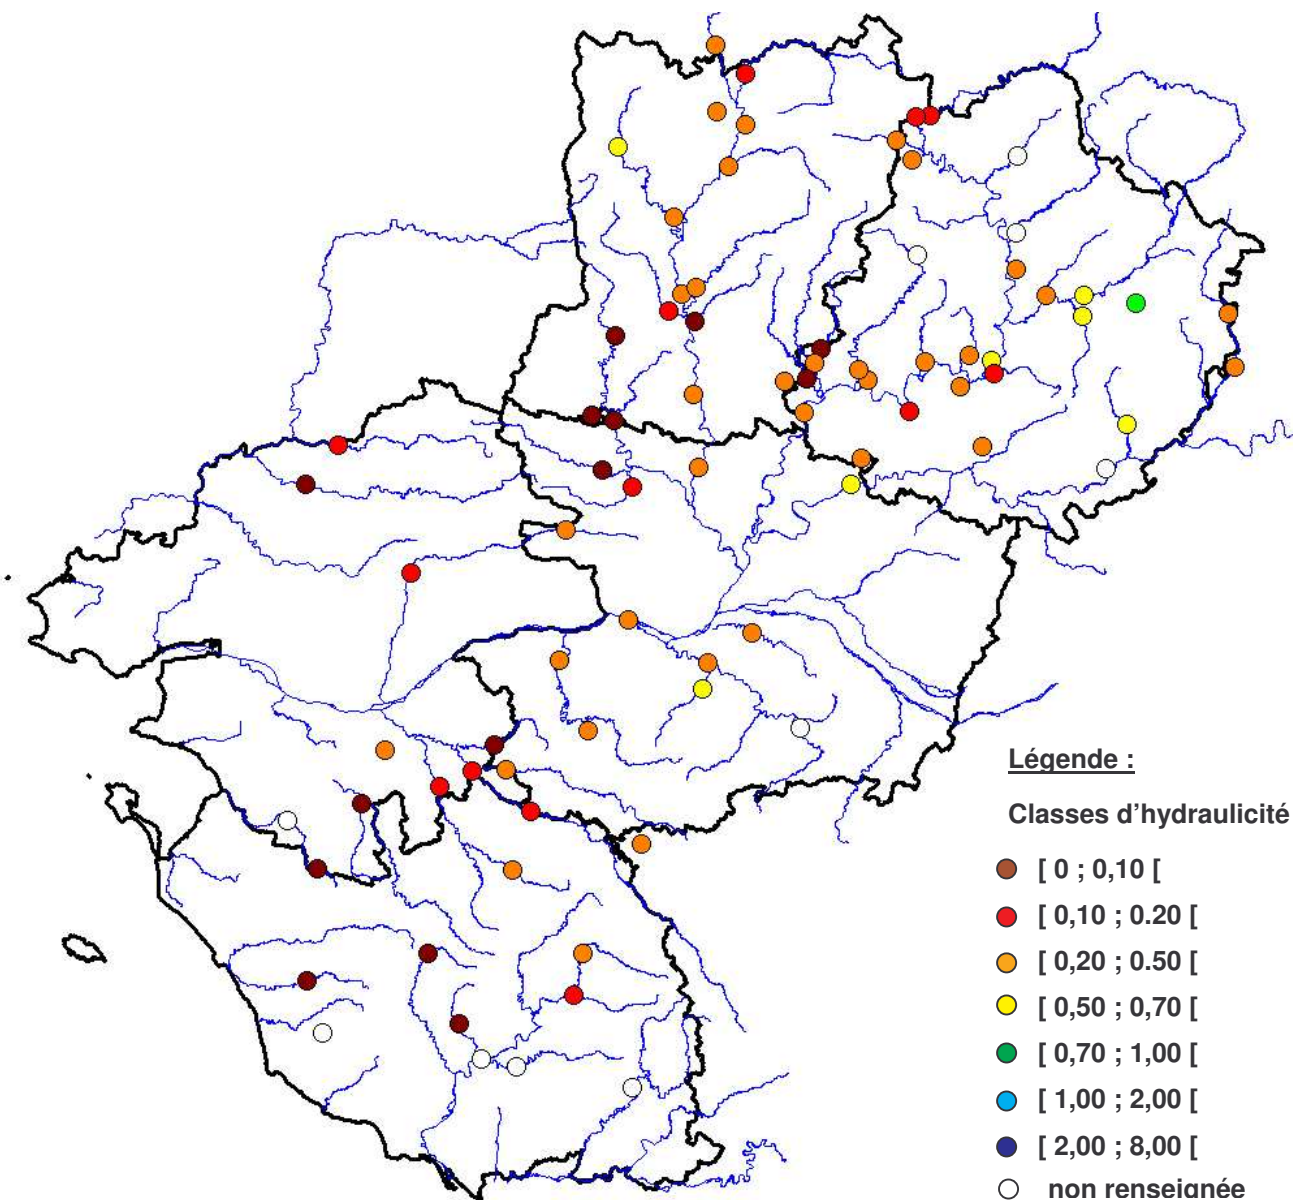 Légende :
Classes d'hydraulicité
[ 0 ; 0,10 [
[ 0,10 ; 0.20 [
[ 0,20 ; 0.50 [
[ 0,50 ; 0,70 [
[ 0,70 ; 1,00 [
[ 1,00 ; 2,00 [
[ 2,00 ; 8,00 [
non renseignée